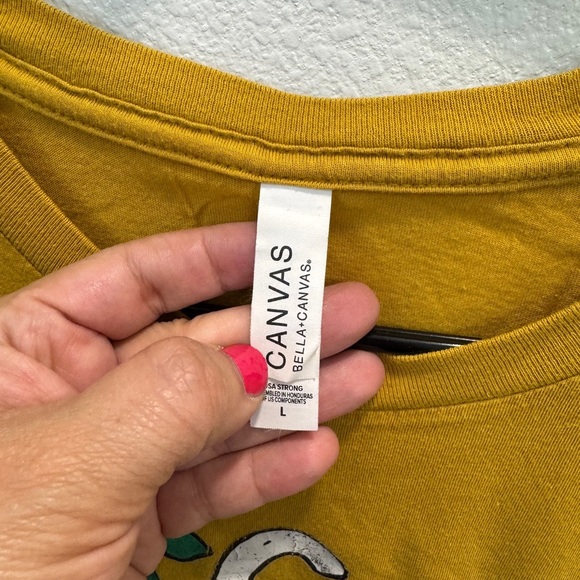 CANVAS
BELLA+CANVAS®
STRONG
IN HONDURAS
US COMPONENTS
L